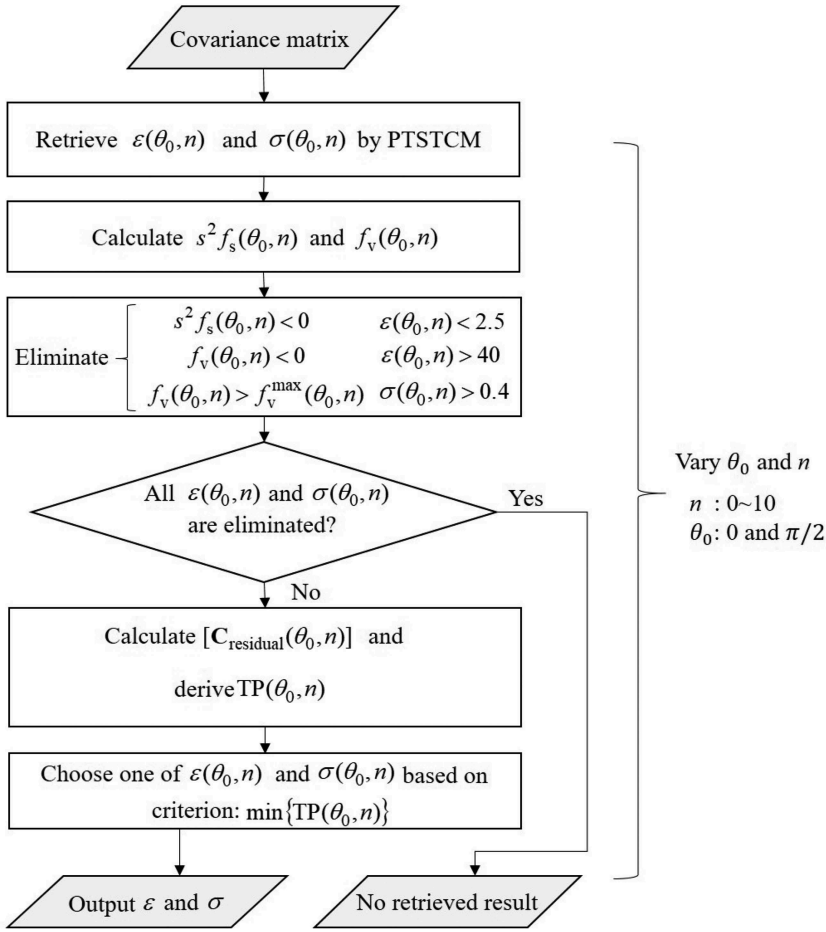 Covariance matrix
Retrieve ε(θ₀,n) and σ(θ₀,n) by PTSTCM
Calculate s²fₛ(θ₀,n) and fᵥ(θ₀,n)
Eliminate
s²fₛ(θ₀,n)<0 ε(θ₀,n)<2.5
fᵥ(θ₀,n)<0 ε(θ₀,n)>40
fᵥ(θ₀,n)>fᵥᵐᵃˣ(θ₀,n) σ(θ₀,n)>0.4
All ε(θ₀,n) and σ(θ₀,n)
are eliminated?
Yes
No
Calculate [C_residual(θ₀,n)] and
derive TP(θ₀,n)
Choose one of ε(θ₀,n) and σ(θ₀,n) based on
criterion: min{TP(θ₀,n)}
Output ε and σ
No retrieved result
Vary θ₀ and n
n : 0~10
θ₀: 0 and π/2